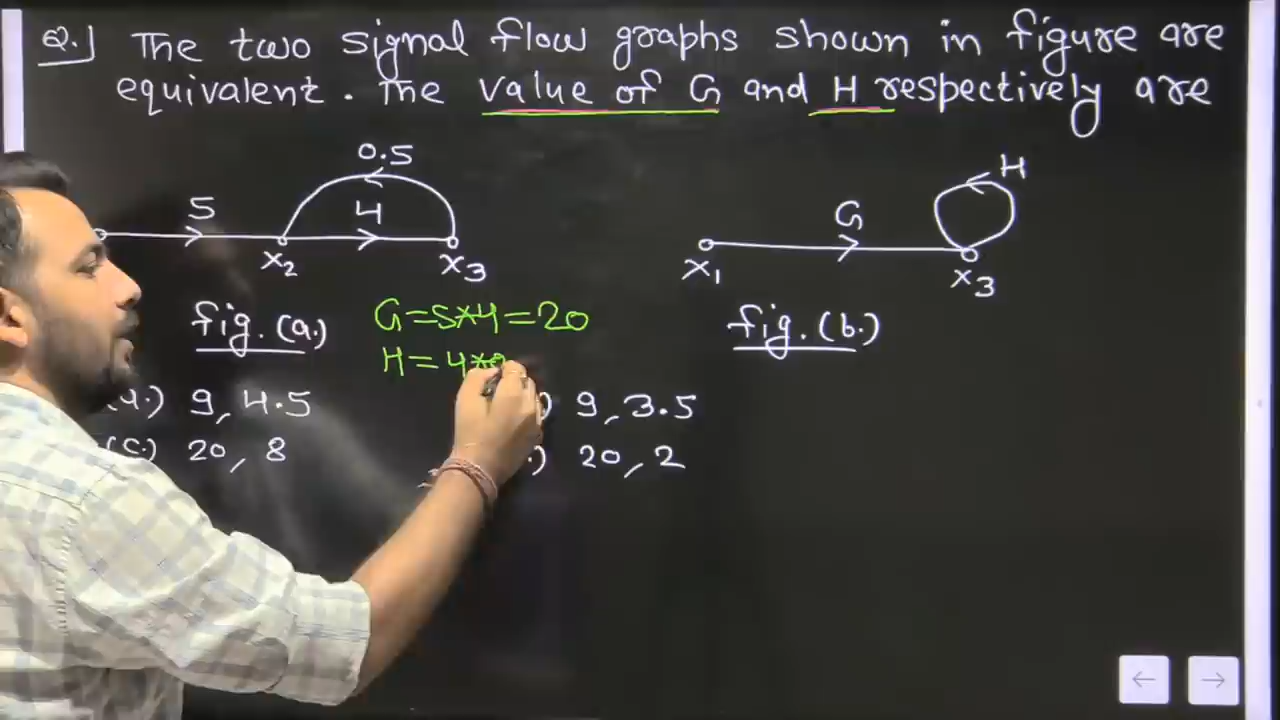 Q.] The two signal flow graphs shown in figure are
equivalent. The value of G and H respectively are
0.5
5
4
x2
x3
G
H
x1
x3
fig. (a.)
fig. (b.)
G=5*4=20
H=4*0
9, 4.5
9, 3.5
(C.) 20, 8
20, 2